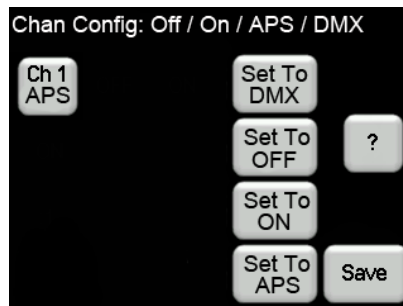 Chan Config: Off / On / APS / DMX
Ch 1
APS
Set To
DMX
Set To
OFF
?
Set To
ON
Set To
APS
Save